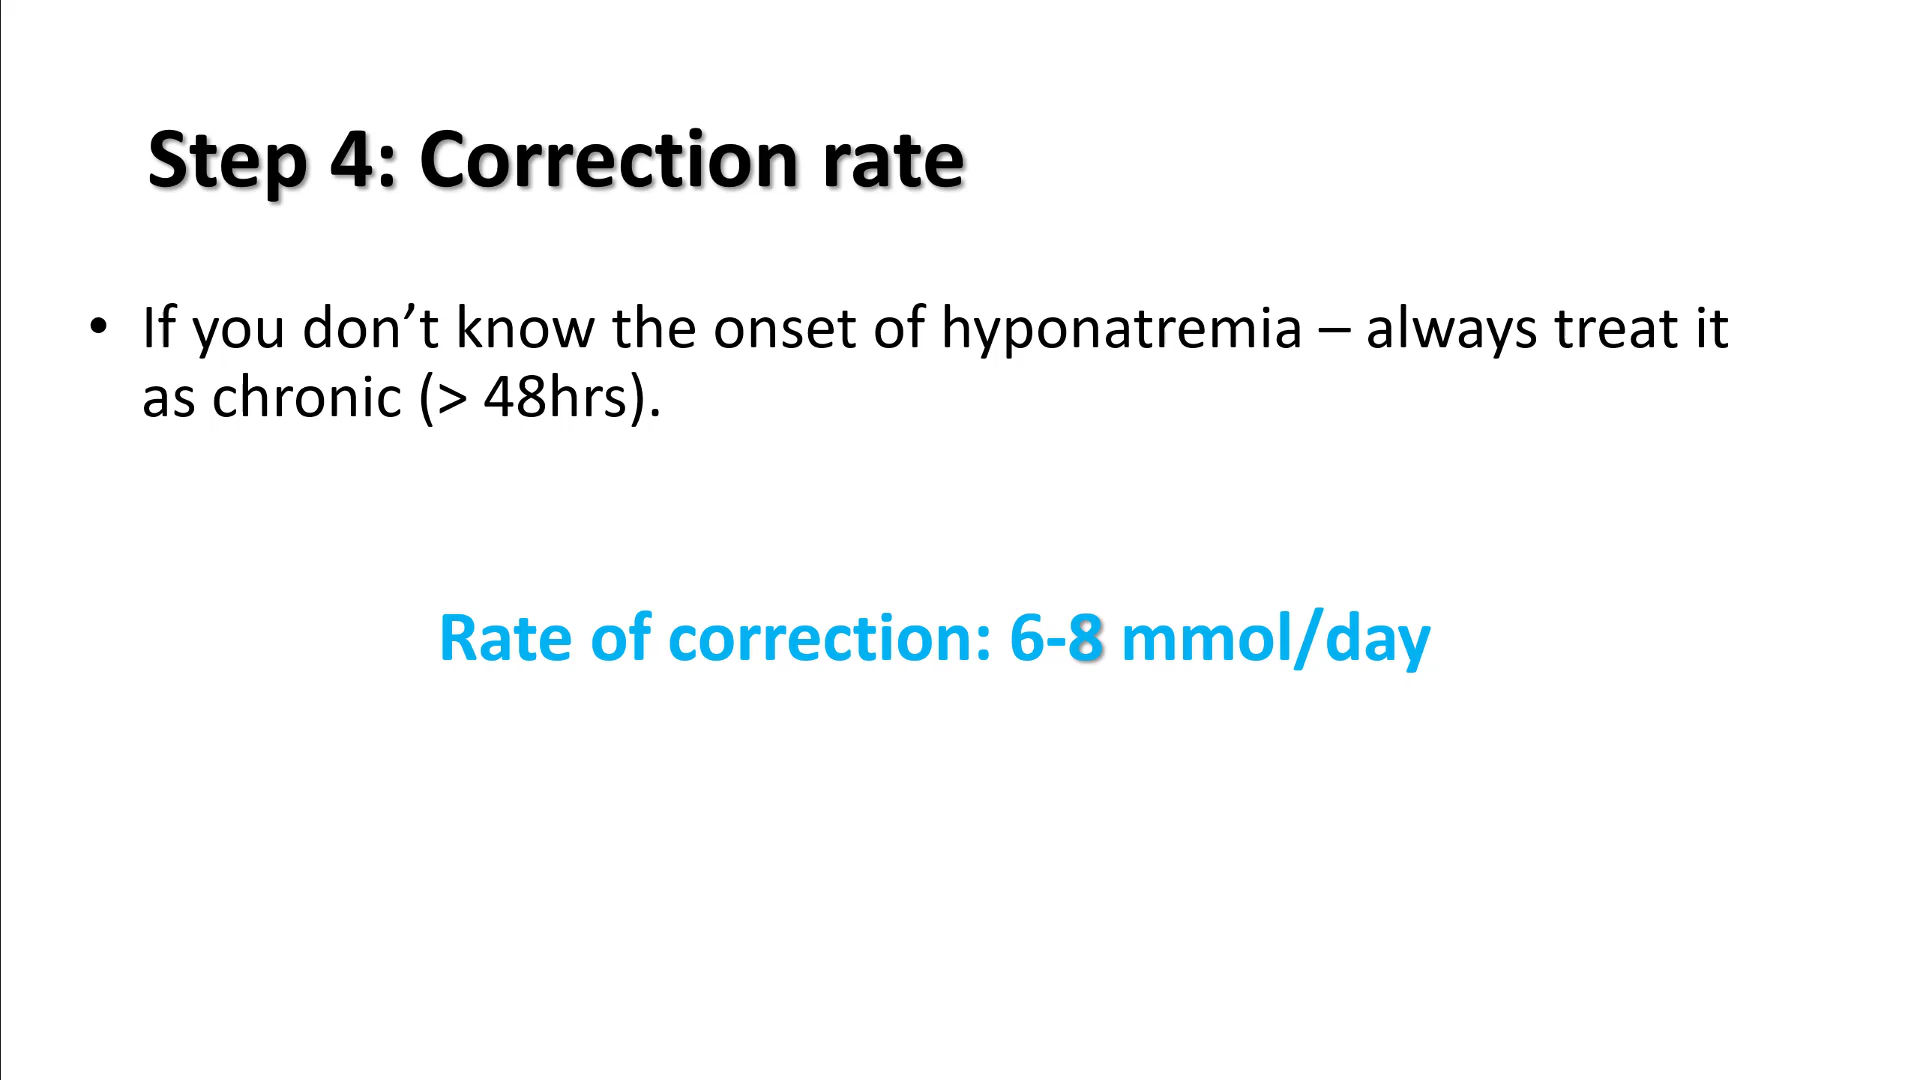 Step 4: Correction rate
• If you don’t know the onset of hyponatremia – always treat it
as chronic (> 48hrs).
Rate of correction: 6-8 mmol/day